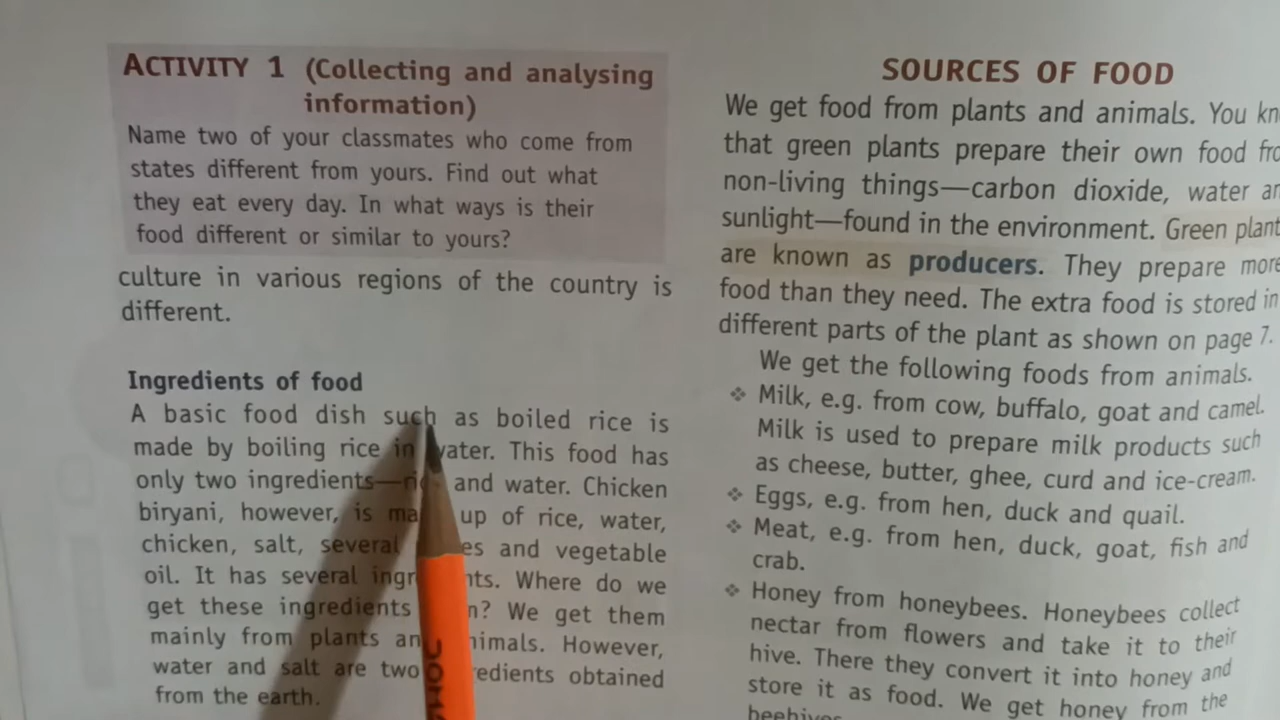 ACTIVITY 1 (Collecting and analysing
information)
Name two of your classmates who come from
states different from yours. Find out what
they eat every day. In what ways is their
food different or similar to yours?
culture in various regions of the country is
different.
Ingredients of food
A basic food dish such as boiled rice is
made by boiling rice in water. This food has
only two ingredients— and water. Chicken
biryani, however, is up of rice, water,
chicken, salt, several and vegetable
oil. It has several Where do we
get these ingredients We get them
mainly from plants animals. However,
water and salt are two obtained
from the earth.
SOURCES OF FOOD
We get food from plants and animals. You
that green plants prepare their own food
non-living things—carbon dioxide, water
sunlight—found in the environment. Green
are known as producers. They prepare more
food than they need. The extra food is stored in
different parts of the plant as shown on page 7.
We get the following foods from animals.
❖ Milk, e.g. from cow, buffalo, goat and camel.
Milk is used to prepare milk products such
as cheese, butter, ghee, curd and ice-cream.
❖ Eggs, e.g. from hen, duck and quail.
❖ Meat, e.g. from hen, duck, goat, fish and
crab.
❖ Honey from honeybees. Honeybees collect
nectar from flowers and take it to their
hive. There they convert it into honey and
store it as food. We get honey from the
beehives